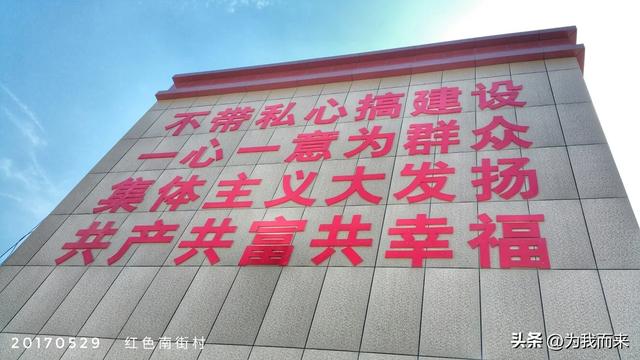 不带私心搞建设
一心一意为群众
集体主义大发扬
共产共富共幸福
20170529 红色南街村
头条 @为我而来